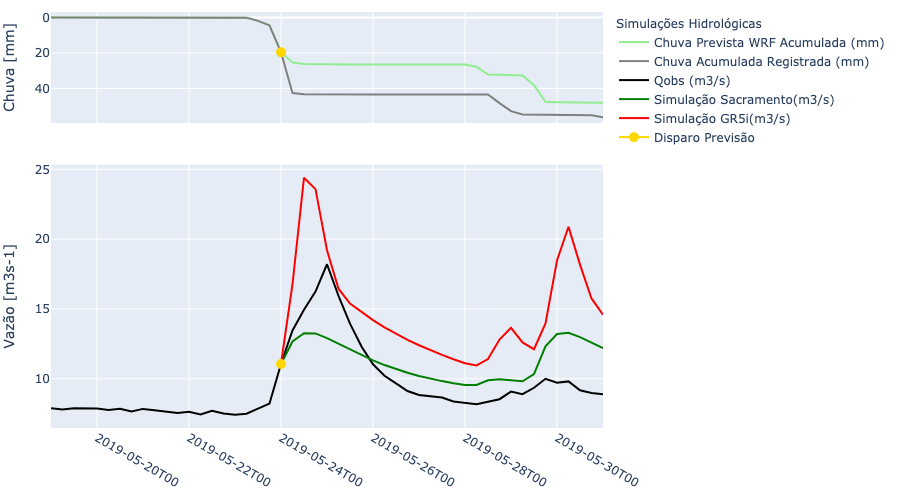 0
20
40
Chuva [mm]
Simulações Hidrológicas
Chuva Prevista WRF Acumulada (mm)
Chuva Acumulada Registrada (mm)
Qobs (m3/s)
Simulação Sacramento(m3/s)
Simulação GR5i(m3/s)
Disparo Previsão
25
20
15
10
Vazão [m3s-1]
2019-05-20T00
2019-05-22T00
2019-05-24T00
2019-05-26T00
2019-05-28T00
2019-05-30T00